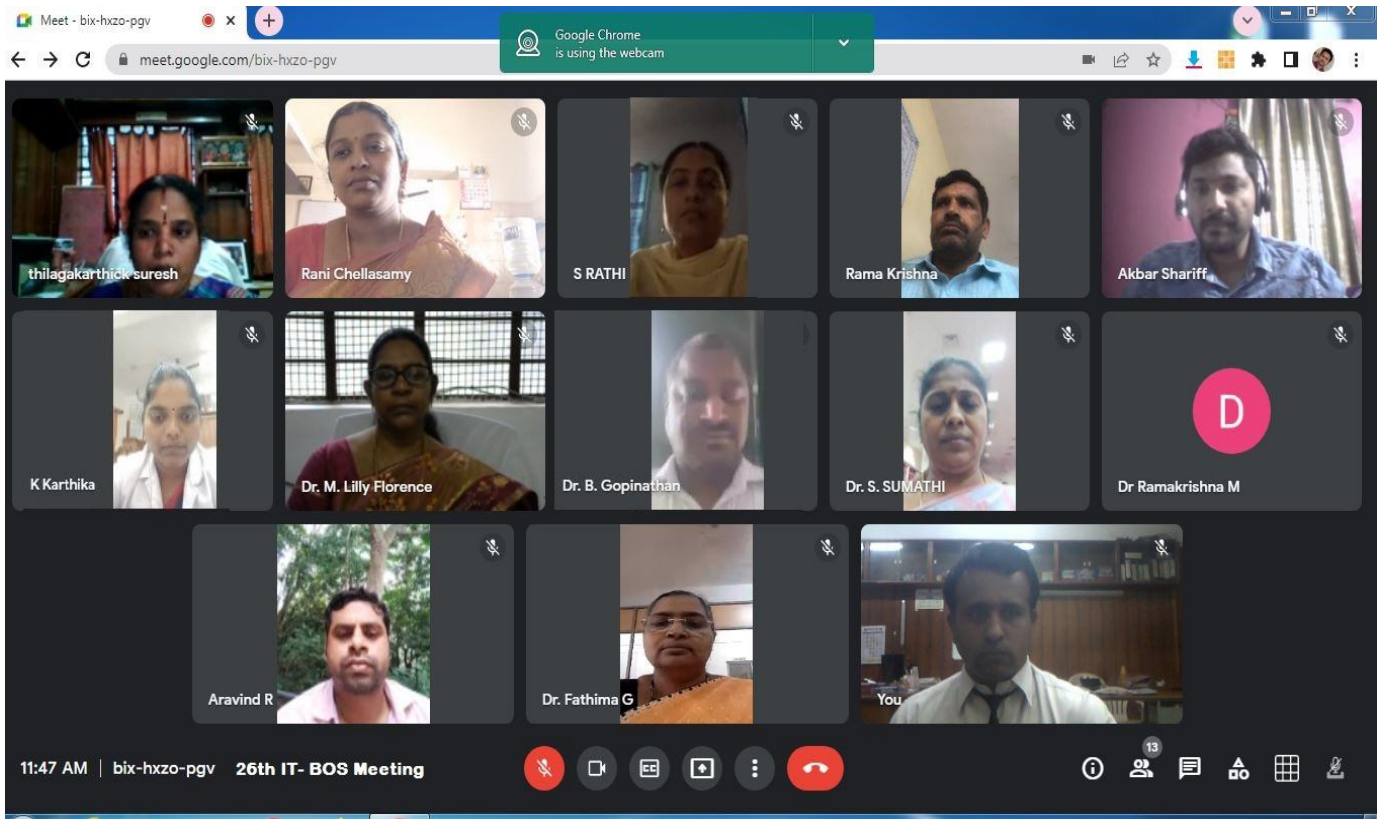 Meet - bix-hxzo-pgv
Google Chrome
is using the webcam
meet.google.com/bix-hxzo-pgv
thilagakarthick suresh
Rani Chellasamy
S RATHI
Rama Krishna
Akbar Shariff
K Karthika
Dr. M. Lilly Florence
Dr. B. Gopinathan
Dr. S. SUMATHI
D
Dr Ramakrishna M
Aravind R
Dr. Fathima G
You
11:47 AM | bix-hxzo-pgv 26th IT- BOS Meeting
CC
13